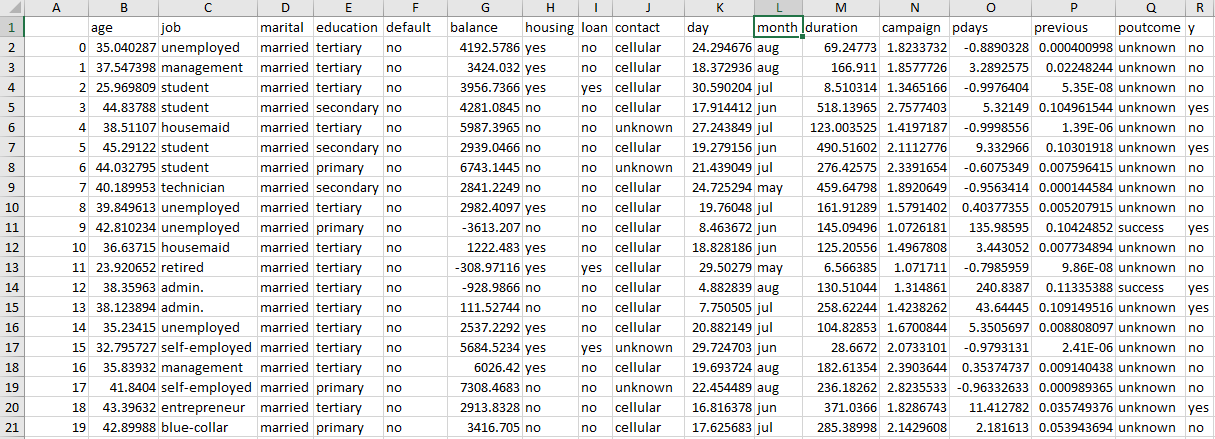 A B C D E F G H I J K L M N O P Q R
1 age job marital education default balance housing loan contact day month duration campaign pdays previous poutcome y
2 0 35.040287 unemployed married tertiary no 4192.5786 yes no cellular 24.294676 aug 69.24773 1.8233732 -0.8890328 0.000400998 unknown no
3 1 37.547398 management married tertiary no 3424.032 yes no cellular 18.372936 aug 166.911 1.8577726 3.2892575 0.02248244 unknown no
4 2 25.969809 student married tertiary no 3956.7366 yes yes cellular 30.590204 jul 8.510314 1.3465166 -0.9976404 5.35E-08 unknown no
5 3 44.83788 student married secondary no 4281.0845 no no cellular 17.914412 jun 518.13965 2.7577403 5.32149 0.104961544 unknown yes
6 4 38.51107 housemaid married tertiary no 5987.3965 no no unknown 27.243849 jul 123.003525 1.4197187 -0.9998556 1.39E-06 unknown no
7 5 45.29122 student married secondary no 2939.0466 no no cellular 19.279156 jun 490.51602 2.1112776 9.332966 0.10301918 unknown yes
8 6 44.032795 student married primary no 6743.1445 no no unknown 21.439049 jul 276.42575 2.3391654 -0.6075349 0.007596415 unknown no
9 7 40.189953 technician married secondary no 2841.2249 no no cellular 24.725294 may 459.64798 1.8920649 -0.9563414 0.000144584 unknown no
10 8 39.849613 unemployed married tertiary no 2982.4097 yes no cellular 19.76048 jul 161.91289 1.5791402 0.40377355 0.005207915 unknown no
11 9 42.810234 unemployed married primary no -3613.207 no no cellular 8.463672 jun 145.09496 1.0726181 135.98595 0.10424852 success yes
12 10 36.63715 housemaid married tertiary no 1222.483 yes no cellular 18.828186 jun 125.20556 1.4967808 3.443052 0.007734894 unknown no
13 11 23.920652 retired married tertiary no -308.97116 yes yes cellular 29.50279 may 6.566385 1.071711 -0.7985959 9.86E-08 unknown no
14 12 38.35963 admin. married tertiary no -928.9866 no no cellular 4.882839 aug 130.51044 1.314861 240.8387 0.11335388 success yes
15 13 38.123894 admin. married tertiary no 111.52744 no no cellular 7.750505 jul 258.62244 1.4238262 43.64445 0.109149516 unknown yes
16 14 35.23415 unemployed married tertiary no 2537.2292 yes no cellular 20.882149 jul 104.82853 1.6700844 5.3505697 0.008808097 unknown no
17 15 32.795727 self-employed married tertiary no 5684.5234 yes yes unknown 29.724703 jun 28.6672 2.0733101 -0.9793131 2.41E-06 unknown no
18 16 35.83932 management married tertiary no 6026.42 yes no cellular 19.693724 aug 182.61354 2.3903644 0.35374737 0.009140438 unknown no
19 17 41.8404 self-employed married primary no 7308.4683 no no unknown 22.454489 aug 236.18262 2.8235533 -0.96332633 0.000989365 unknown no
20 18 43.39632 entrepreneur married tertiary no 2913.8328 no no cellular 16.816378 jun 371.0366 1.8286743 11.412782 0.035749376 unknown yes
21 19 42.89988 blue-collar married primary no 3416.705 no no cellular 17.625683 jul 285.38998 2.1429608 2.181613 0.053943694 unknown no